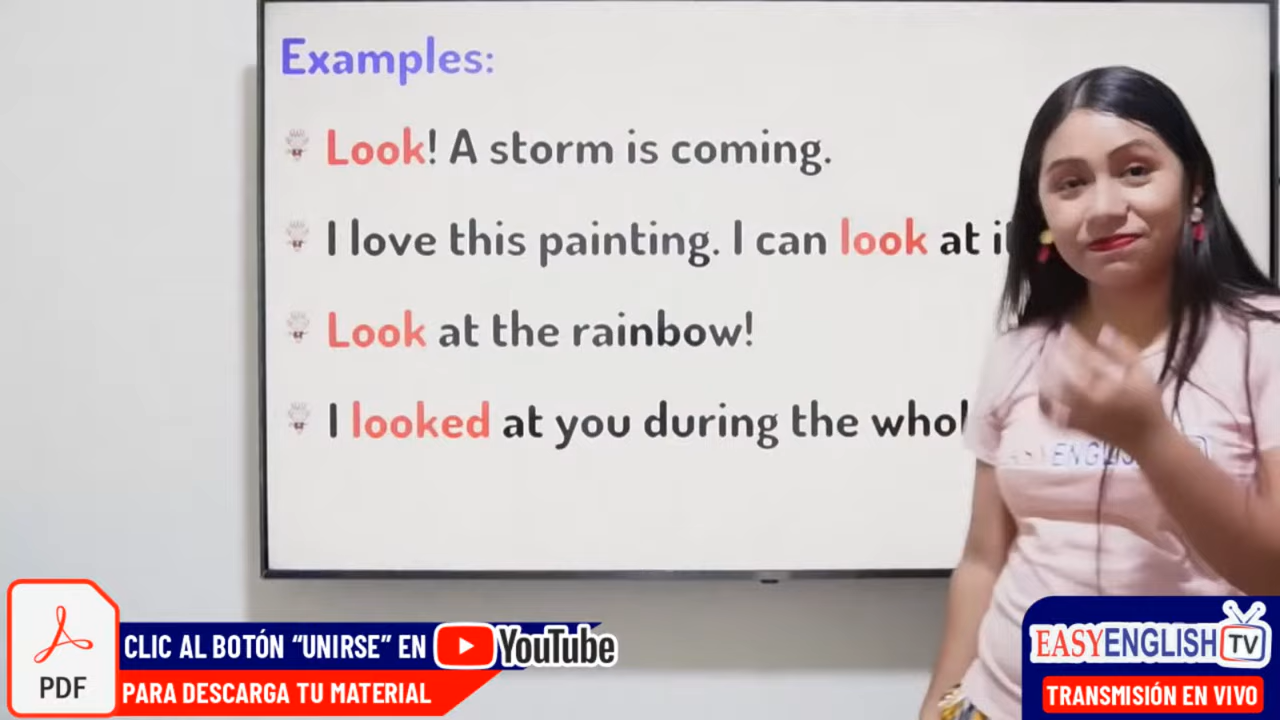 Examples:
Look! A storm is coming.
I love this painting. I can look at
Look at the rainbow!
I looked at you during the
ENGLISH
PDF
CLIC AL BOTÓN “UNIRSE” EN YouTube
PARA DESCARGA TU MATERIAL
EASYENGLISH TV
TRANSMISIÓN EN VIVO